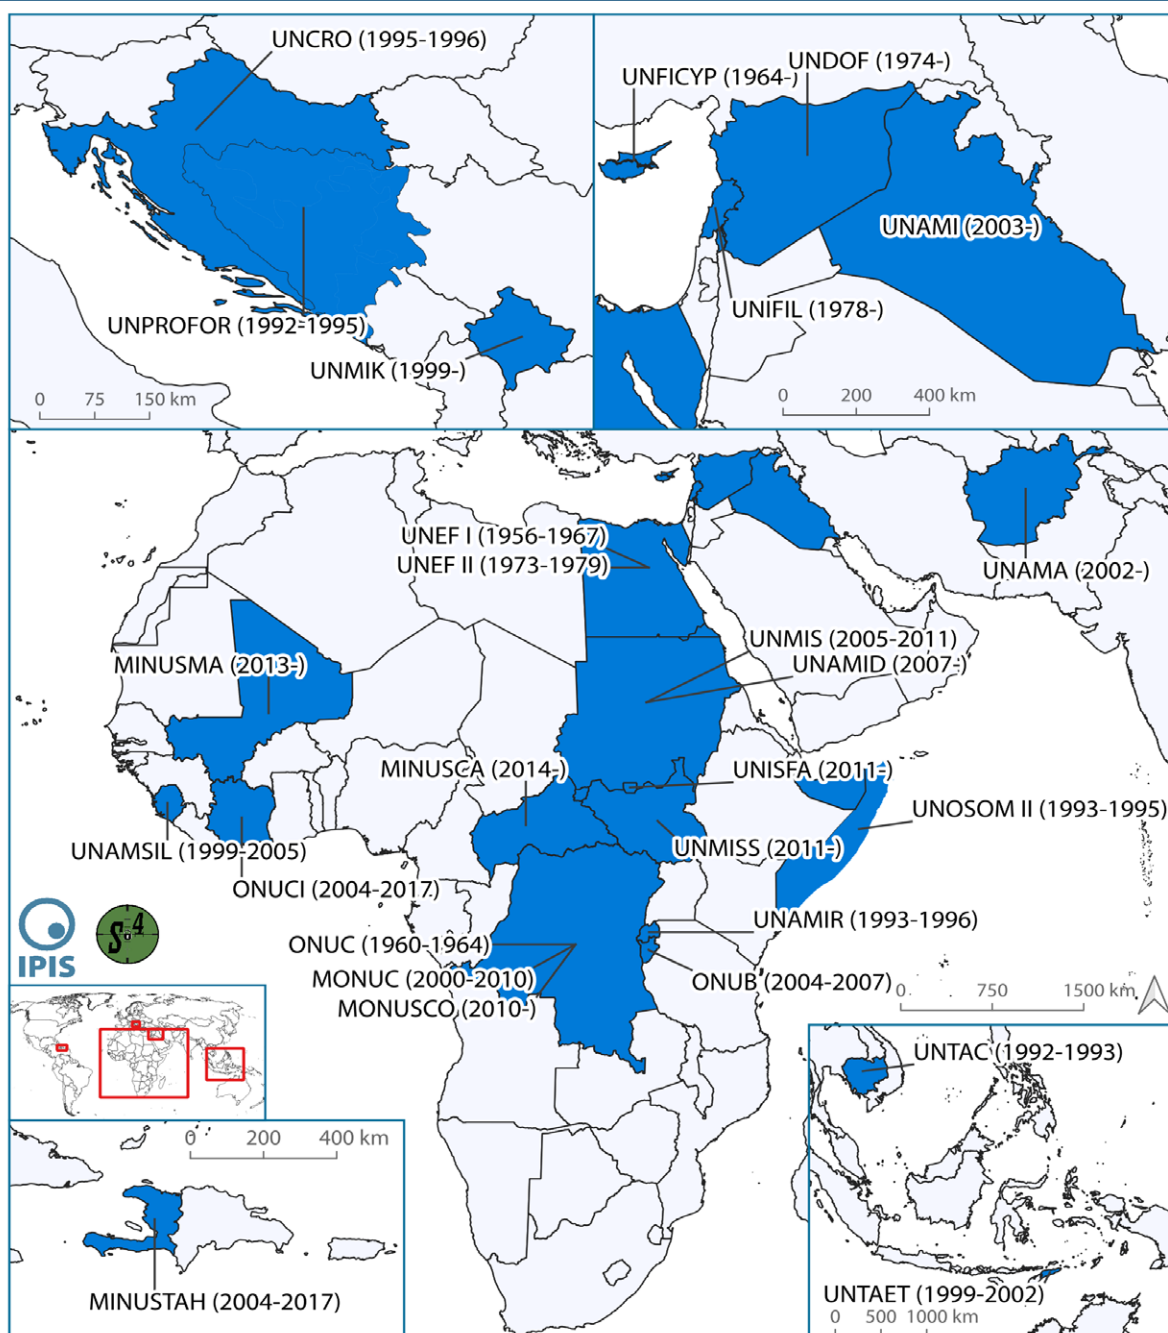 UNCRO (1995-1996)
UNPROFOR (1992-1995)
UNMIK (1999-)
0 75 150 km
UNDOF (1974-)
UNFICYP (1964-)
UNAMI (2003-)
UNIFIL (1978-)
0 200 400 km
UNEF I (1956-1967)
UNEF II (1973-1979)
UNAMA (2002-)
UNMIS (2005-2011)
UNAMID (2007-)
MINUSMA (2013-)
MINUSCA (2014-)
UNISFA (2011-)
UNOSOM II (1993-1995)
UNAMSIL (1999-2005)
UNMISS (2011-)
ONUCI (2004-2017)
UNAMIR (1993-1996)
ONUC (1960-1964)
MONUC (2000-2010)
ONUB (2004-2007)
MONUSCO (2010-)
0 750 1500 km
IPIS
S 4
UNTAC (1992-1993)
UNTAET (1999-2002)
0 500 1000 km
0 200 400 km
MINUSTAH (2004-2017)